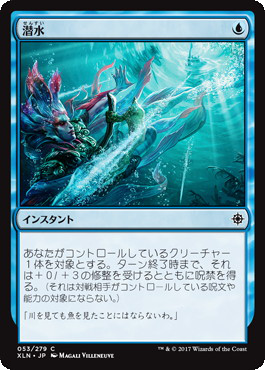 せんすい
潜水
インスタント
あなたがコントロールしているクリーチャー
１体を対象とする。ターン終了時まで、それ
は＋０/＋３の修整を受けるとともに呪禁を得
る。（それは対戦相手がコントロールしている呪文や
能力の対象にならない。）
「川を見ても魚を見たことにはならないわ。」
053/279 C
XLN • JP MAGALI VILLENEUVE
™ & © 2017 Wizards of the Coast